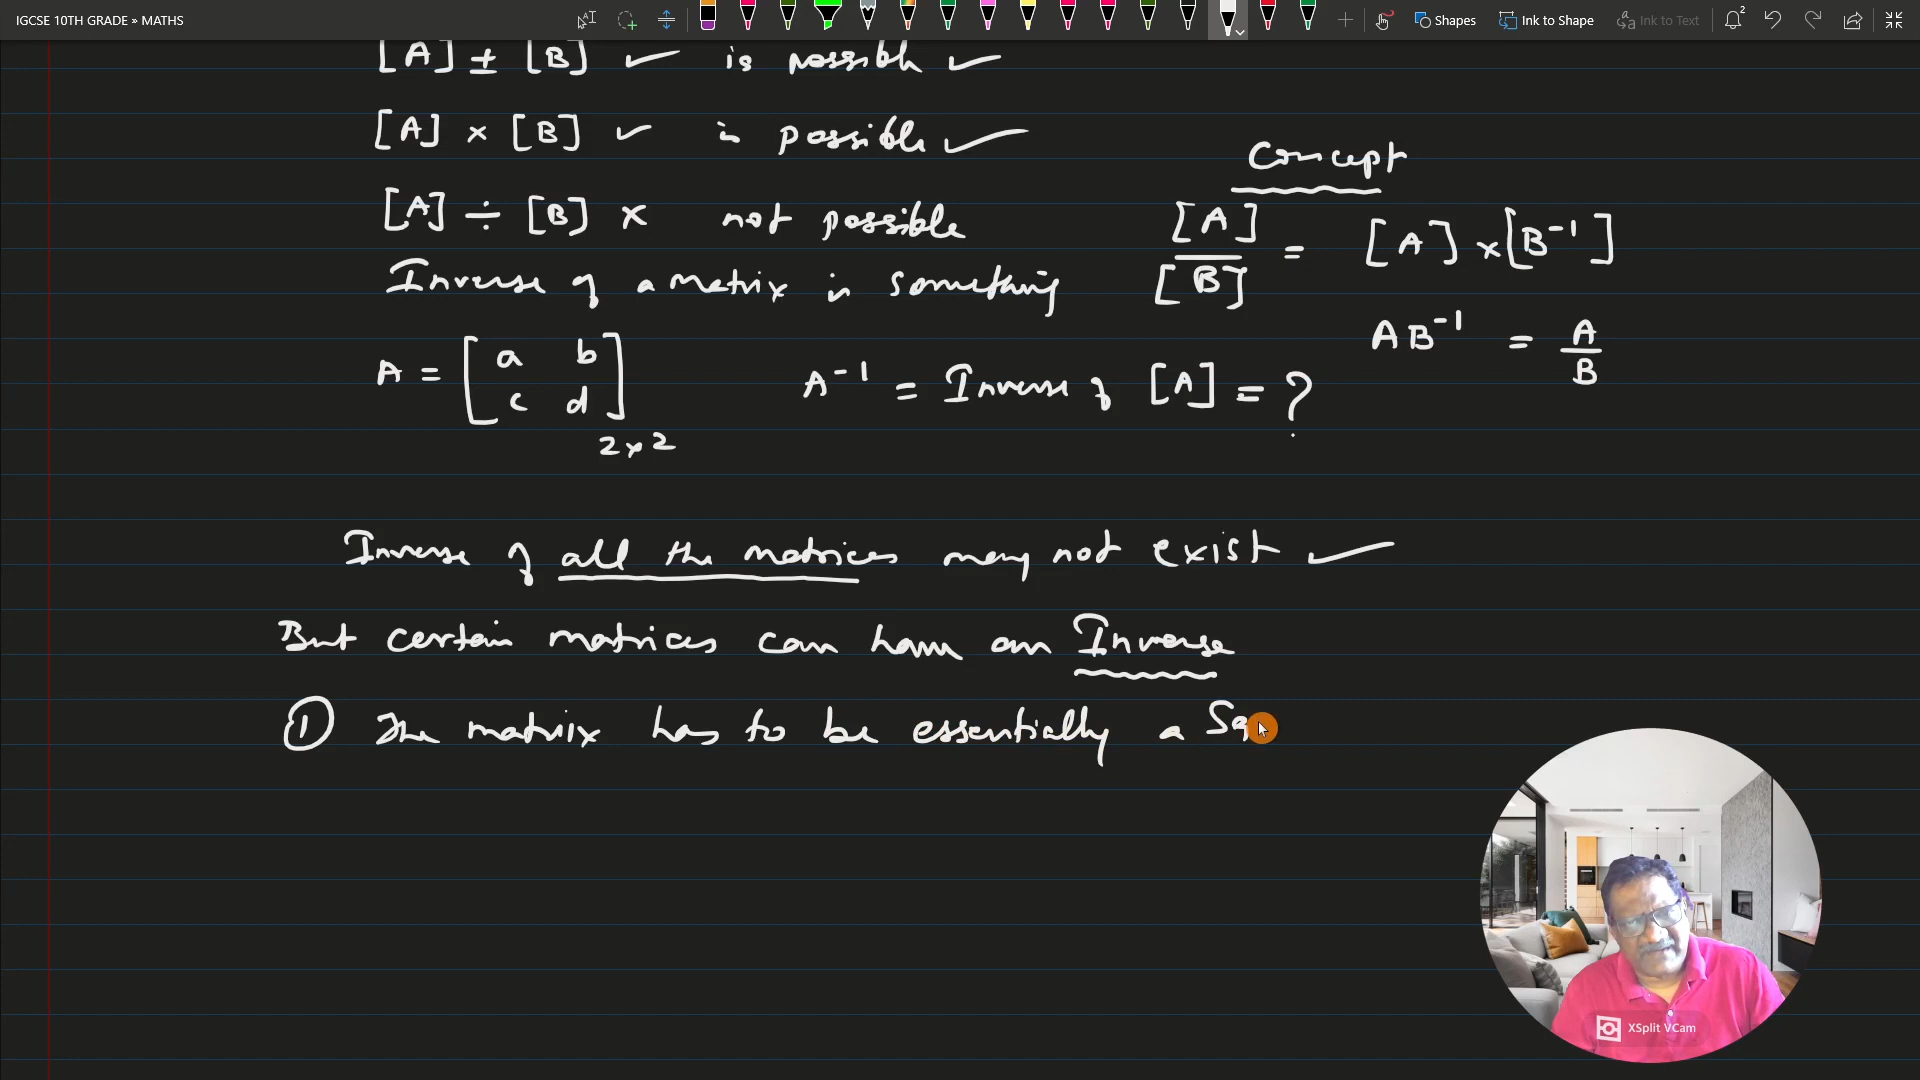 IGCSE 10TH GRADE » MATHS
Shapes
Ink to Shape
Ink to Text
2
[A] ± [B] ✓ is possible ✓
[A] × [B] ✓ is possible ✓
[A] ÷ [B] × not possible
Inverse of a matrix is something
Concept
[A] / [B] = [A] × [B⁻¹]
AB⁻¹ = A / B
A = [ a b
c d ] 2×2
A⁻¹ = Inverse of [A] = ?
Inverse of all the matrices may not exist ✓
But certain matrices can have an Inverse
① The matrix has to be essentially a Sq
XSplit VCam